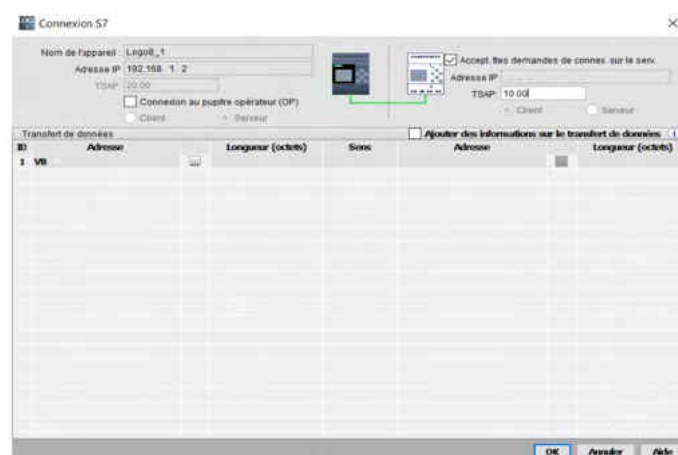 Connexion S7
Nom de l'appareil : Logo8_1
Adresse IP 192.168. 1. 2
TSAP: 20.00
Connexion au pupitre opérateur (OP)
Client Serveur
Accept. ttes demandes de connex. sur le serv.
Adresse IP
TSAP: 10.00
Client Serveur
Transfert de données
Ajouter des informations sur le transfert de données
ID Adresse Longueur (octets) Sens Adresse Longueur (octets)
1 VB ...
OK Annuler Aide